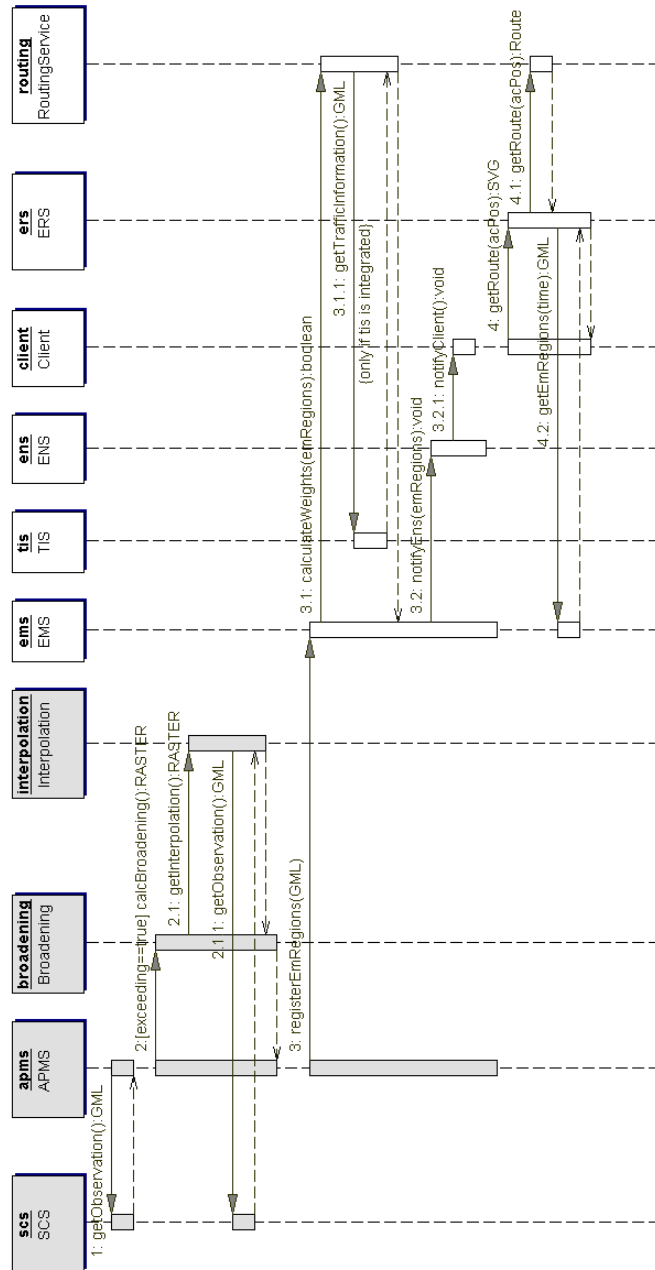 scs
SCS
apms
APMS
broadening
Broadening
interpolation
Interpolation
ems
EMS
tis
TIS
ens
ENS
client
Client
ers
ERS
routing
RoutingService
1: getObservation():GML
2:[exceeding==true] calcBroadening():RASTER
2.1: getInterpolation():RASTER
2.1.1: getObservation():GML
3: registerEmRegions(GML)
3.1: calculateWeights(emRegions):boolean
3.1.1: getTrafficInformation():GML
{only if tis is integrated}
3.2: notifyEns(emRegions):void
3.2.1: notifyClient():void
4: getRoute(acPos):SVG
4.1: getRoute(acPos):Route
4.2: getEmRegions(time):GML